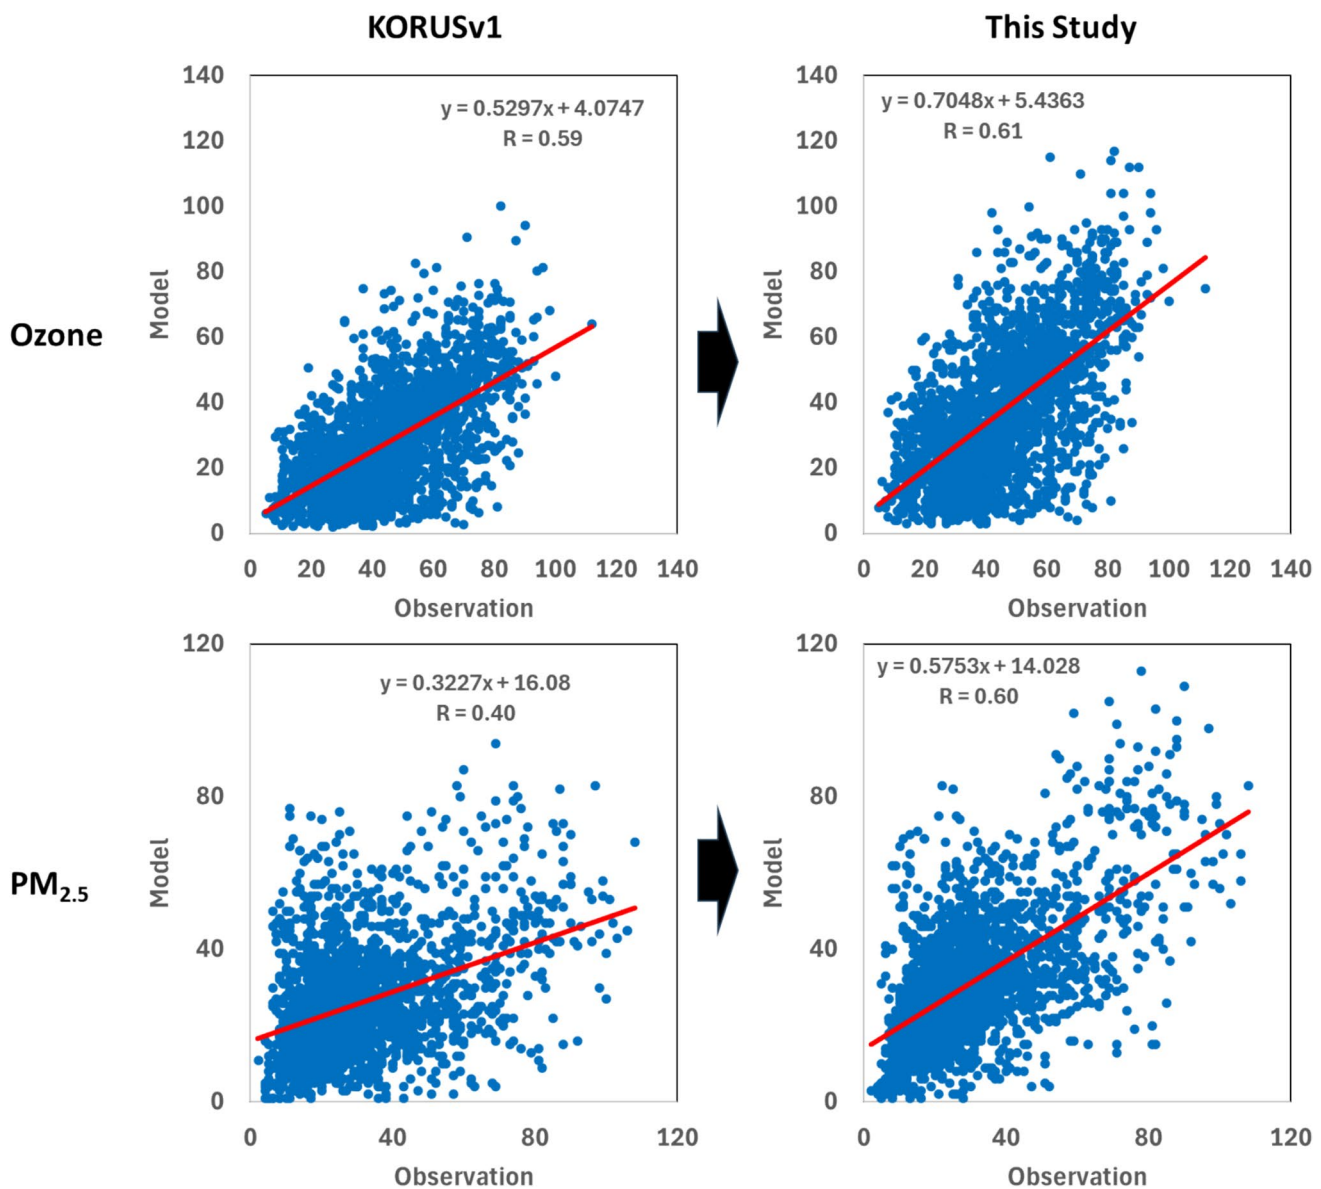 KORUSv1
This Study
Ozone
Model
140
120
100
80
60
40
20
0
y = 0.5297x + 4.0747
R = 0.59
0 20 40 60 80 100 120 140
Observation
Model
140
120
100
80
60
40
20
0
y = 0.7048x + 5.4363
R = 0.61
0 20 40 60 80 100 120 140
Observation
PM2.5
Model
120
80
40
0
y = 0.3227x + 16.08
R = 0.40
0 40 80 120
Observation
Model
120
80
40
0
y = 0.5753x + 14.028
R = 0.60
0 40 80 120
Observation